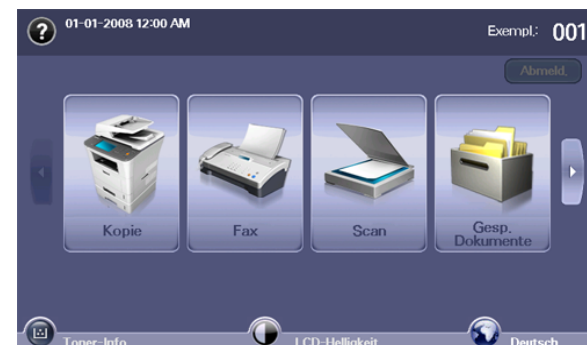 01-01-2008 12:00 AM
Exempl.: 001
Abmeld.
Kopie
Fax
Scan
Gesp.
Dokumente
Toner-Info
LCD-Helligkeit
Deutsch